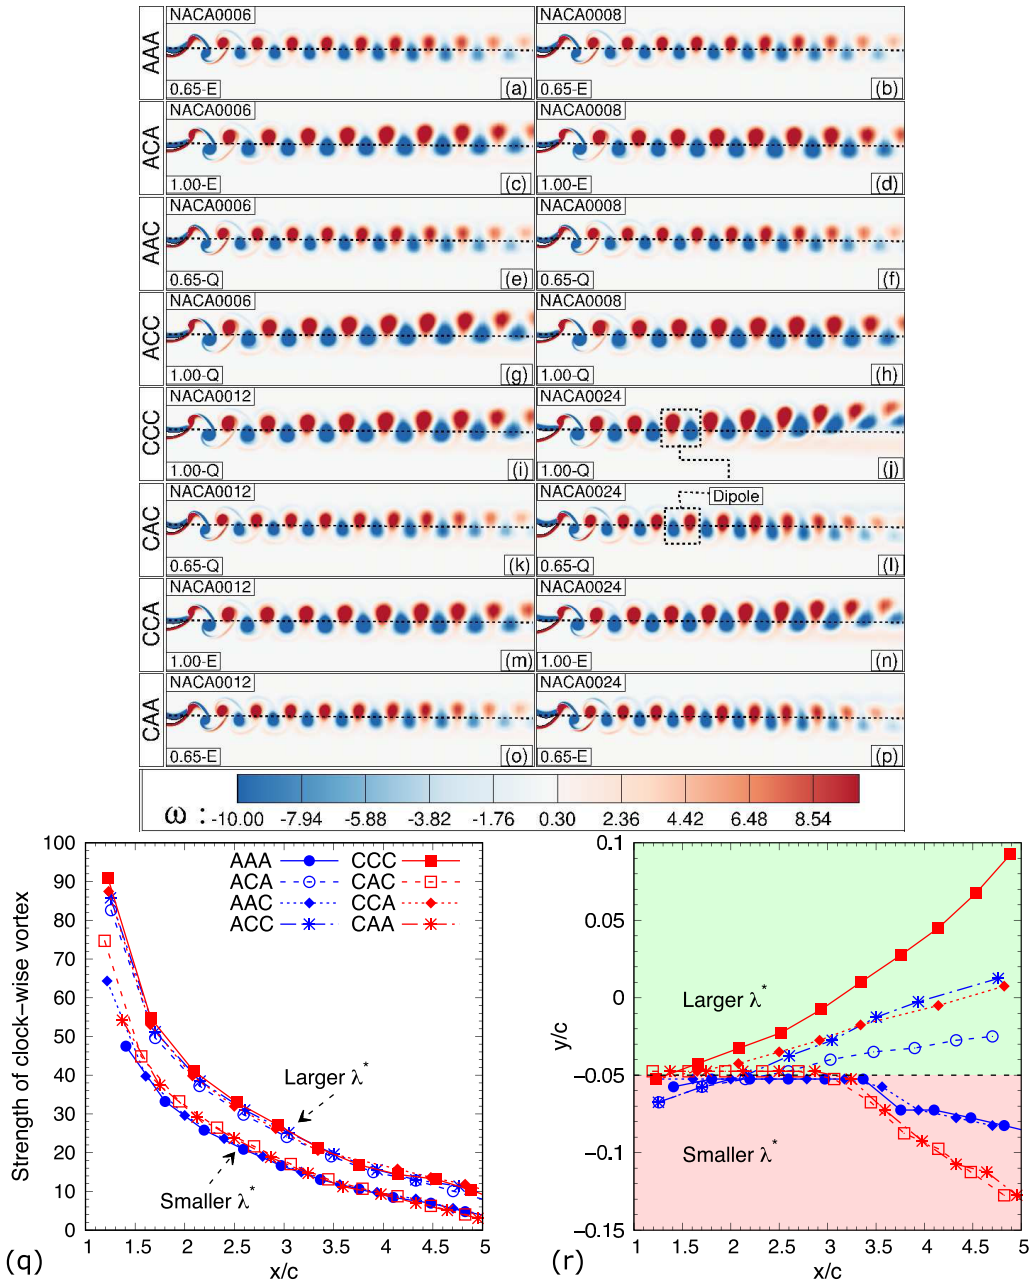 AAA
NACA0006
0.65-E
(a)
NACA0008
0.65-E
(b)
ACA
NACA0006
1.00-E
(c)
NACA0008
1.00-E
(d)
AAC
NACA0006
0.65-Q
(e)
NACA0008
0.65-Q
(f)
ACC
NACA0006
1.00-Q
(g)
NACA0008
1.00-Q
(h)
CCC
NACA0012
1.00-Q
(i)
NACA0024
1.00-Q
(j)
CAC
NACA0012
0.65-Q
(k)
NACA0024
Dipole
0.65-Q
(l)
CCA
NACA0012
1.00-E
(m)
NACA0024
1.00-E
(n)
CAA
NACA0012
0.65-E
(o)
NACA0024
0.65-E
(p)
ω : -10.00 -7.94 -5.88 -3.82 -1.76 0.30 2.36 4.42 6.48 8.54
Strength of clock-wise vortex
100
90
80
70
60
50
40
30
20
10
0
AAA CCC
ACA CAC
AAC CCA
ACC CAA
Larger λ*
Smaller λ*
1 1.5 2 2.5 3 3.5 4 4.5 5
x/c
(q)
y/c
0.1
0.05
0
-0.05
-0.1
-0.15
Larger λ*
Smaller λ*
1 1.5 2 2.5 3 3.5 4 4.5 5
x/c
(r)